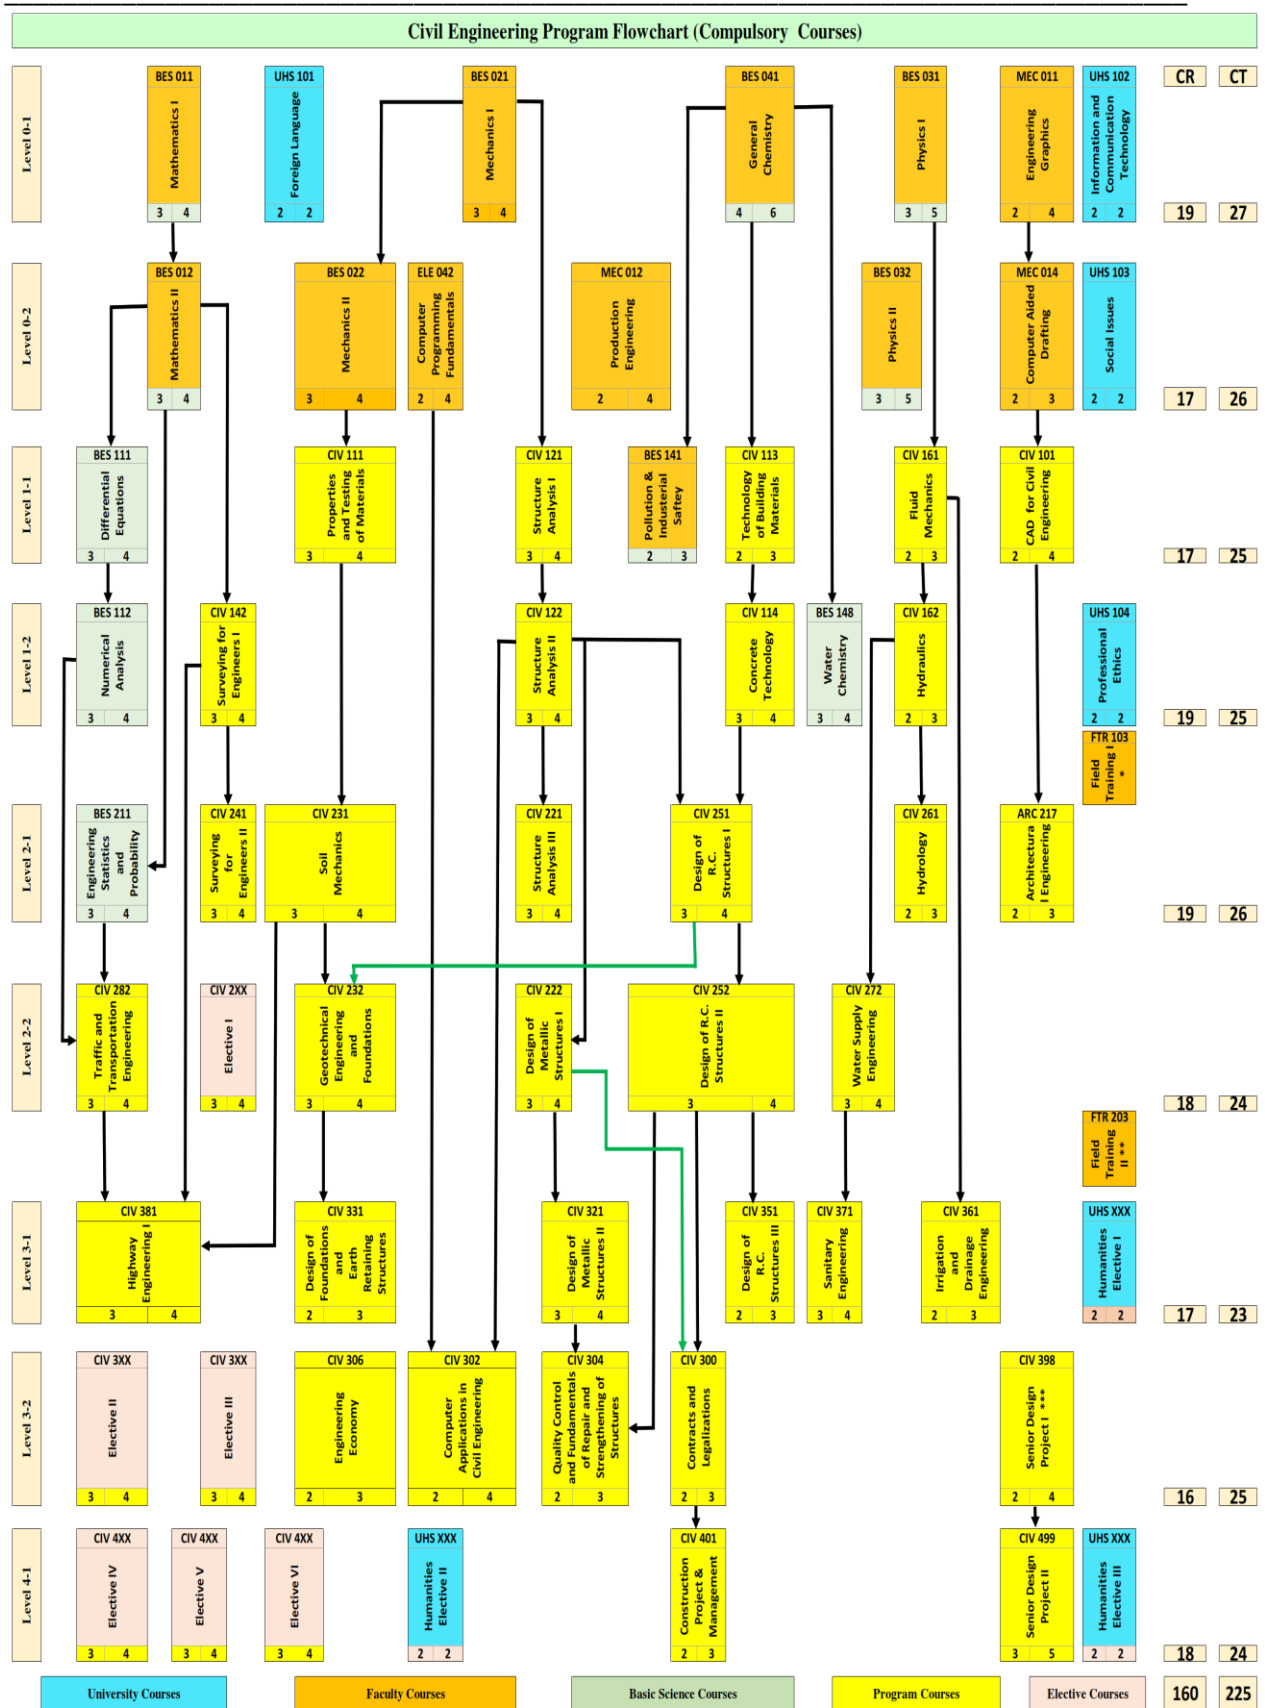 Civil Engineering Program Flowchart (Compulsory Courses)
Level 0-1
BES 011
Mathematics I
3 4
UHS 101
Foreign Language
2 2
BES 021
Mechanics I
3 4
BES 041
General
Chemistry
4 6
BES 031
Physics I
3 5
MEC 011
Engineering
Graphics
2 4
UHS 102
Information and
Communication
Technology
2 2
CR CT
19 27
Level 0-2
BES 012
Mathematics II
3 4
BES 022
Mechanics II
3 4
ELE 042
Computer
Programming
Fundamentals
2 4
MEC 012
Production
Engineering
2 4
BES 032
Physics II
3 5
MEC 014
Computer Aided
Drafting
2 3
UHS 103
Social Issues
2 2
17 26
Level 1-1
BES 111
Differential
Equations
3 4
CIV 111
Properties
and Testing
of Materials
3 4
CIV 121
Structure
Analysis I
3 4
BES 141
Pollution &
Industerial
Saftey
2 3
CIV 113
Technology
of Building
Materials
2 3
CIV 161
Fluid
Mechanics
2 3
CIV 101
CAD for Civil
Engineering
2 4
17 25
Level 1-2
BES 112
Numerical
Analysis
3 4
CIV 142
Surveying for
Engineers I
3 4
CIV 122
Structure
Analysis II
3 4
CIV 114
Concrete
Technology
3 4
BES 148
Water
Chemistry
3 4
CIV 162
Hydraulics
2 3
UHS 104
Professional
Ethics
2 2
19 25
FTR 103
Field
Training I
*
Level 2-1
BES 211
Engineering
Statistics
and
Probability
3 4
CIV 241
Surveying
for
Engineers II
3 4
CIV 231
Soil
Mechanics
3 4
CIV 221
Structure
Analysis III
3 4
CIV 251
Design of
R.C.
Structures I
3 4
CIV 261
Hydrology
2 3
ARC 217
Architectura
l Engineering
2 3
19 26
Level 2-2
CIV 282
Traffic and
Transportation
Engineering
3 4
CIV 2XX
Elective I
3 4
CIV 232
Geotechnical
Engineering
and
Foundations
3 4
CIV 222
Design of
Metallic
Structures I
3 4
CIV 252
Design of R.C.
Structures II
3 4
CIV 272
Water Supply
Engineering
3 4
18 24
FTR 203
Field
Training
II **
Level 3-1
CIV 381
Highway
Engineering I
3 4
CIV 331
Design of
Foundations
and
Earth
Retaining
Structures
2 3
CIV 321
Design of
Metallic
Structures II
3 4
CIV 351
Design of
R.C.
Structures III
2 3
CIV 371
Sanitary
Engineering
3 4
CIV 361
Irrigation
and
Drainage
Engineering
2 3
UHS XXX
Humanities
Elective I
2 2
17 23
Level 3-2
CIV 3XX
Elective II
3 4
CIV 3XX
Elective III
3 4
CIV 306
Engineering
Economy
2 3
CIV 302
Computer
Applications in
Civil Engineering
2 4
CIV 304
Quality Control
and Fundamentals
of Repair and
Strengthening of
Structures
2 3
CIV 300
Contracts and
Legalizations
2 3
CIV 398
Senior Design
Project I ***
2 4
16 25
Level 4-1
CIV 4XX
Elective IV
3 4
CIV 4XX
Elective V
3 4
CIV 4XX
Elective VI
3 4
UHS XXX
Humanities
Elective II
2 2
CIV 401
Construction
Project &
Management
2 3
CIV 499
Senior Design
Project II
3 5
UHS XXX
Humanities
Elective III
2 2
18 24
University Courses
Faculty Courses
Basic Science Courses
Program Courses
Elective Courses
160 225